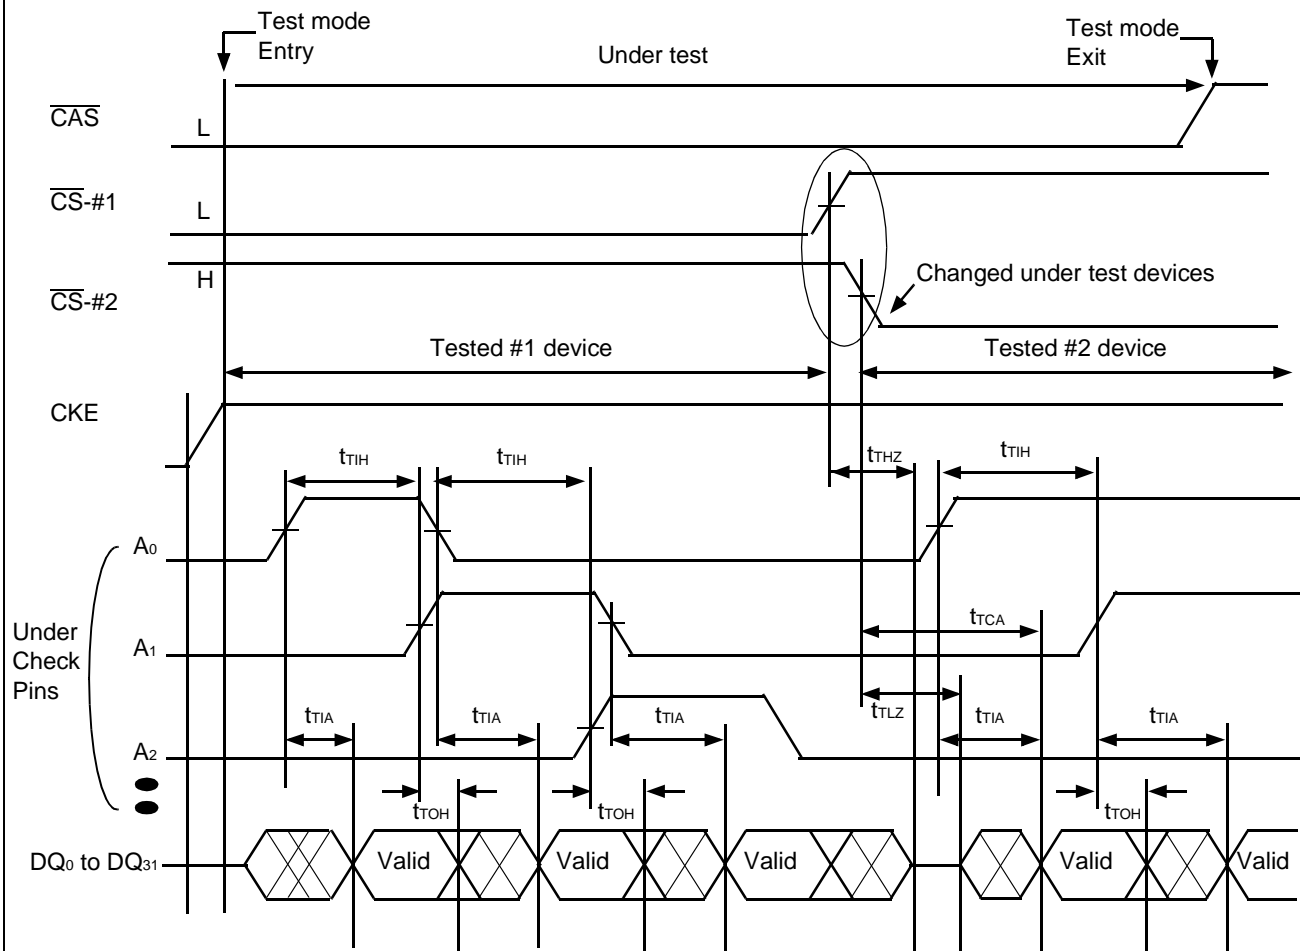 Test mode
Entry
Under test
Test mode
Exit
CAS
L
CS-#1
L
H
CS-#2
Changed under test devices
Tested #1 device
Tested #2 device
CKE
tTIH
tTIH
tTHZ
tTIH
A0
tTCA
Under
Check
Pins
A1
tTLZ
tTIA
tTIA
tTIA
tTIA
tTIA
A2
tTOH
tTOH
tTOH
DQ0 to DQ31
Valid
Valid
Valid
Valid
Valid